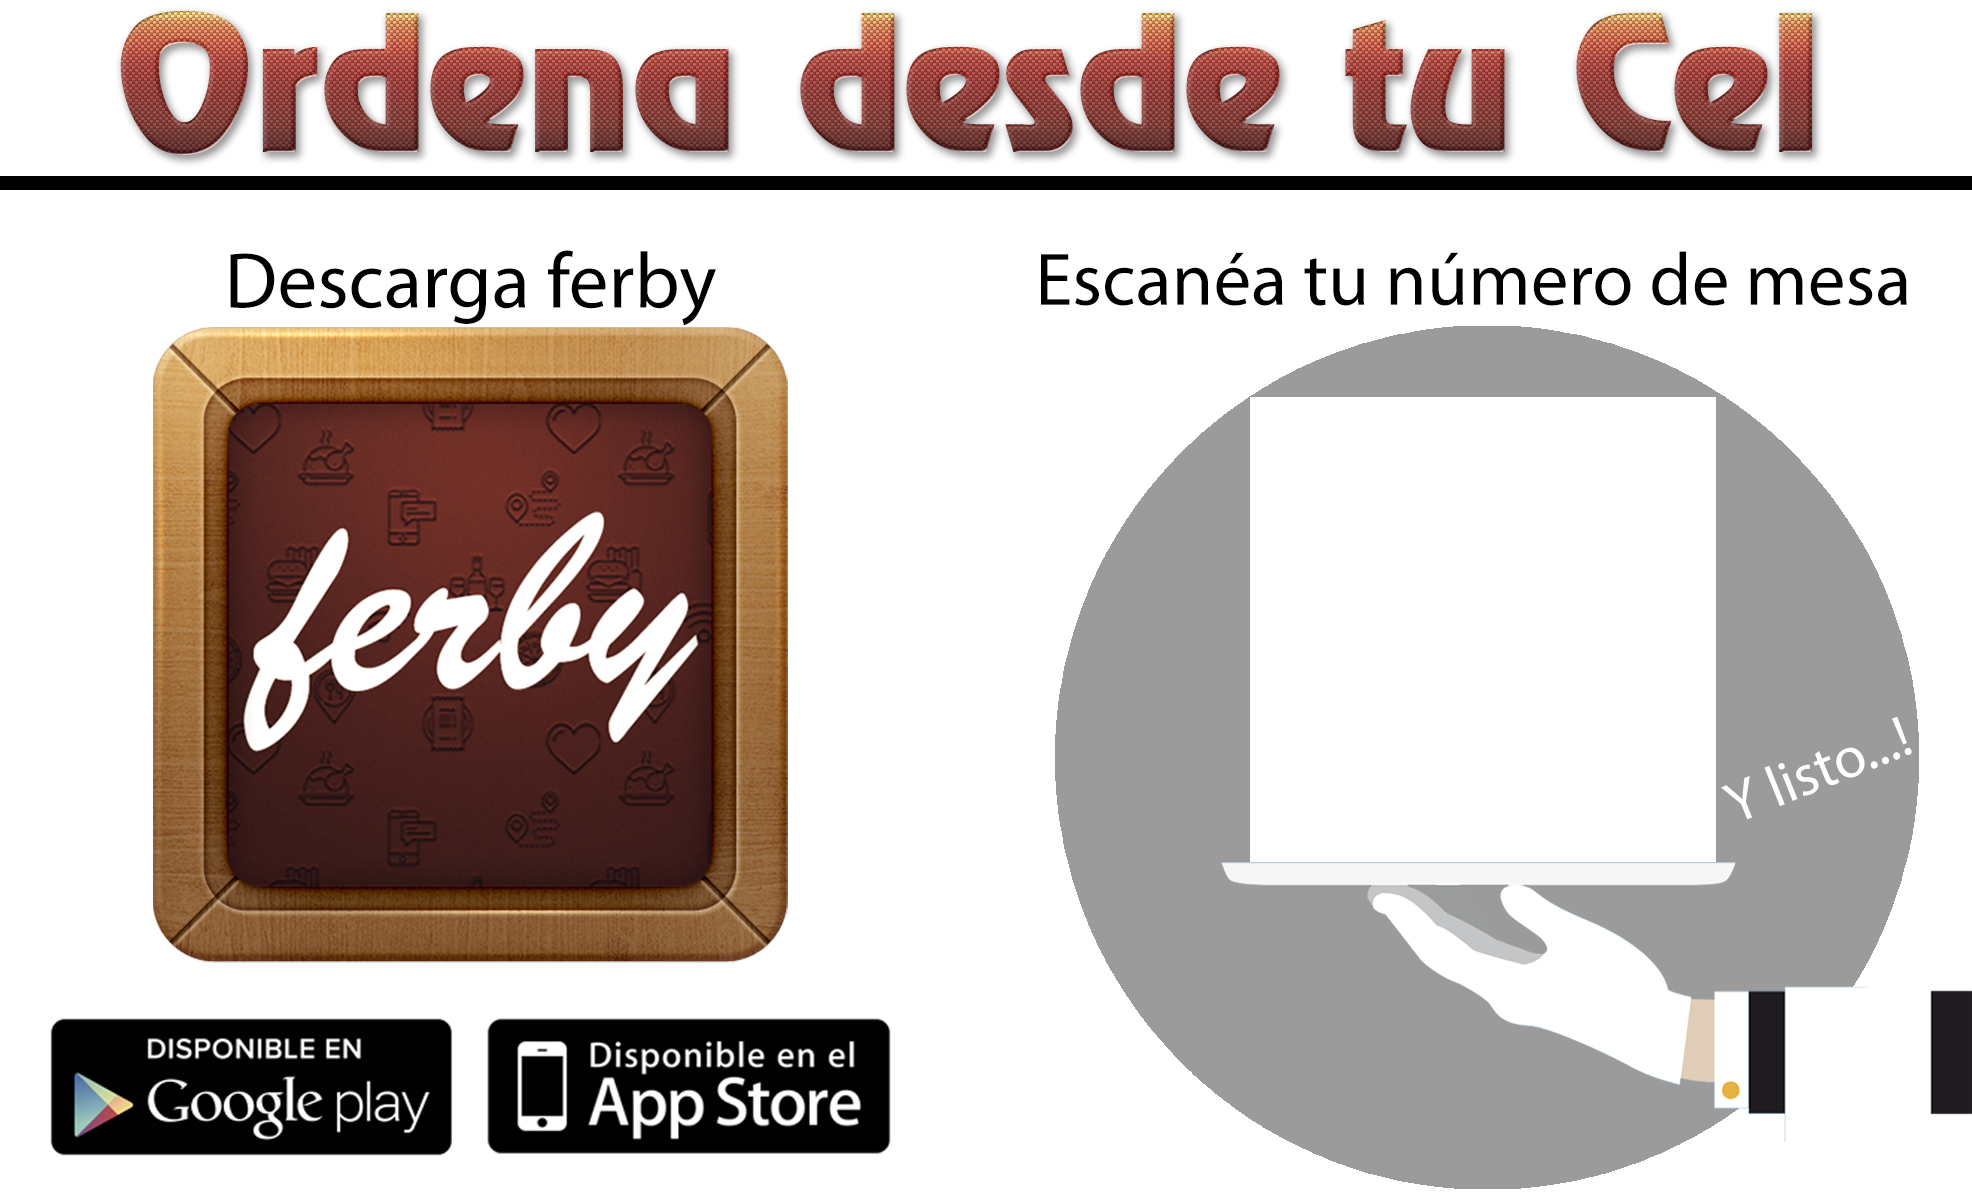 Ordena desde tu Cel
Descarga ferby
ferby
DISPONIBLE EN
Google play
Disponible en el
App Store
Escanéa tu número de mesa
Y listo...!